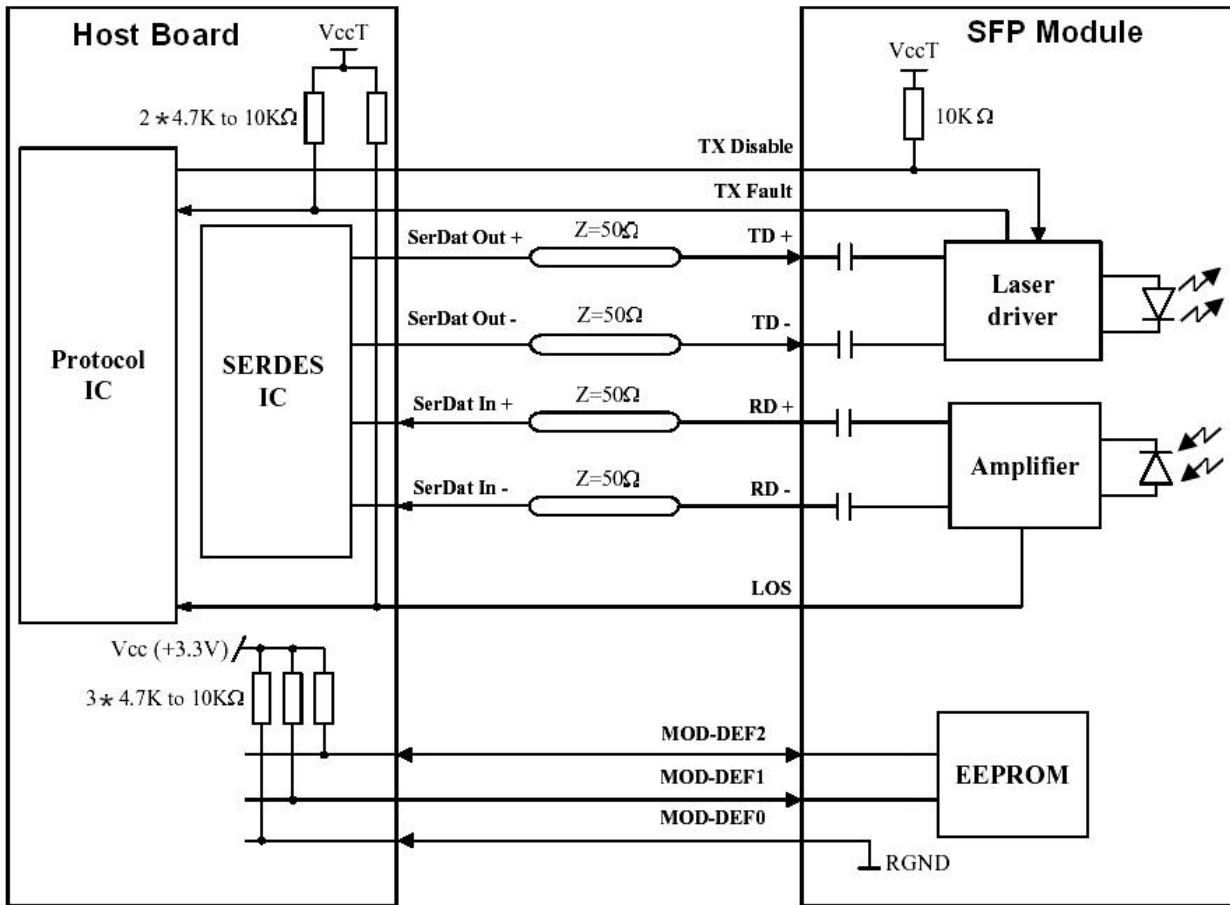 Host Board
SFP Module
VccT
VccT
2*4.7K to 10KΩ
10KΩ
TX Disable
TX Fault
SerDat Out +
Z=50Ω
TD +
SerDat Out -
Z=50Ω
TD -
Laser
driver
Protocol
IC
SERDES
IC
SerDat In +
Z=50Ω
RD +
SerDat In -
Z=50Ω
RD -
Amplifier
LOS
Vcc (+3.3V)
3* 4.7K to 10KΩ
MOD-DEF2
MOD-DEF1
MOD-DEF0
EEPROM
RGND